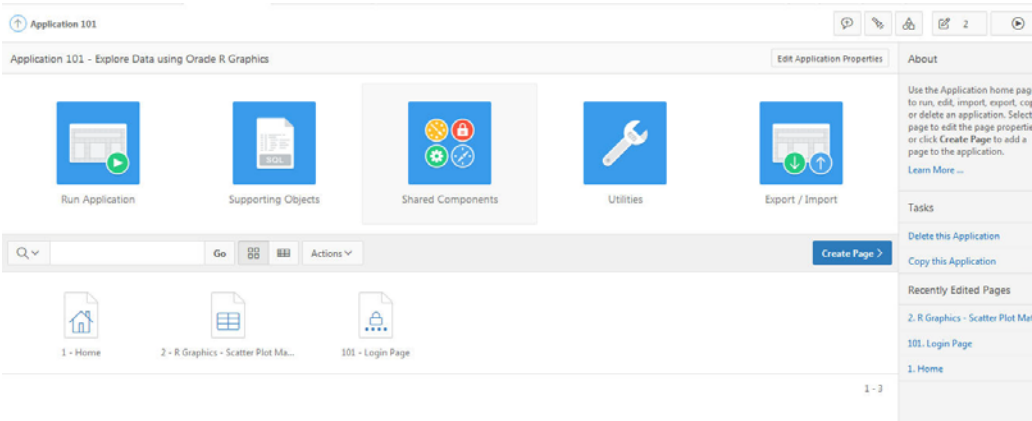 Application 101
2
Application 101 - Explore Data using Oracle R Graphics
Edit Application Properties
SQL
Run Application
Supporting Objects
Shared Components
Utilities
Export / Import
Go
Actions
Create Page >
1 - Home
2 - R Graphics - Scatter Plot Ma...
101 - Login Page
1 - 3
About
Use the Application home pag
to run, edit, import, export, cop
or delete an application. Select
page to edit the page propertie
or click Create Page to add a
page to the application.
Learn More ...
Tasks
Delete this Application
Copy this Application
Recently Edited Pages
2. R Graphics - Scatter Plot Mat
101. Login Page
1. Home